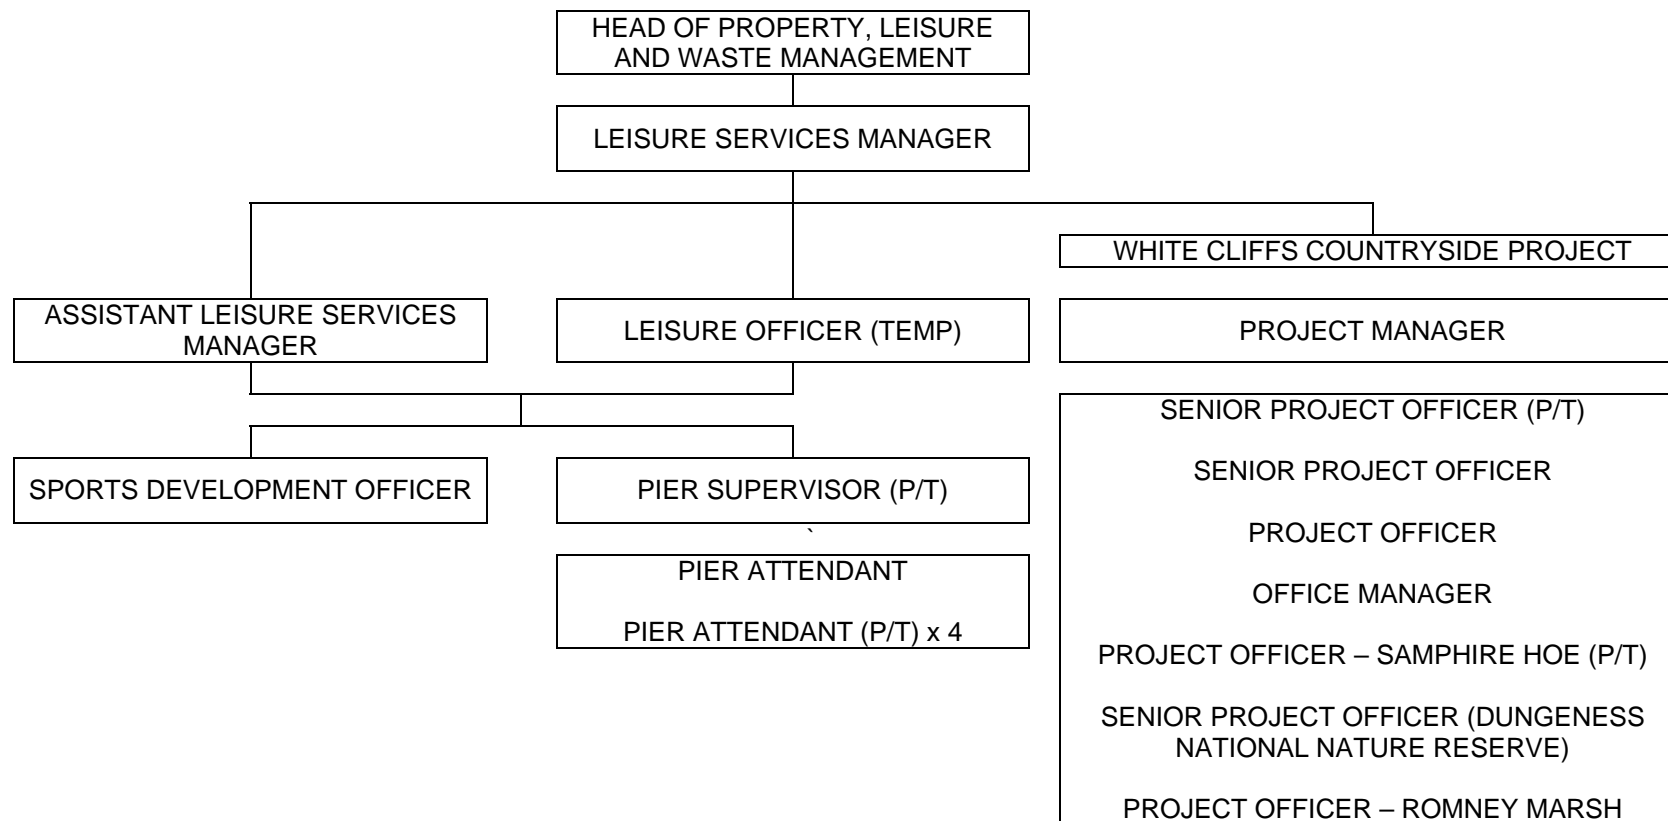 HEAD OF PROPERTY, LEISURE
AND WASTE MANAGEMENT
LEISURE SERVICES MANAGER
WHITE CLIFFS COUNTRYSIDE PROJECT
ASSISTANT LEISURE SERVICES
MANAGER
LEISURE OFFICER (TEMP)
PROJECT MANAGER
SPORTS DEVELOPMENT OFFICER
PIER SUPERVISOR (P/T)
`
PIER ATTENDANT
PIER ATTENDANT (P/T) x 4
SENIOR PROJECT OFFICER (P/T)
SENIOR PROJECT OFFICER
PROJECT OFFICER
OFFICE MANAGER
PROJECT OFFICER – SAMPHIRE HOE (P/T)
SENIOR PROJECT OFFICER (DUNGENESS
NATIONAL NATURE RESERVE)
PROJECT OFFICER – ROMNEY MARSH